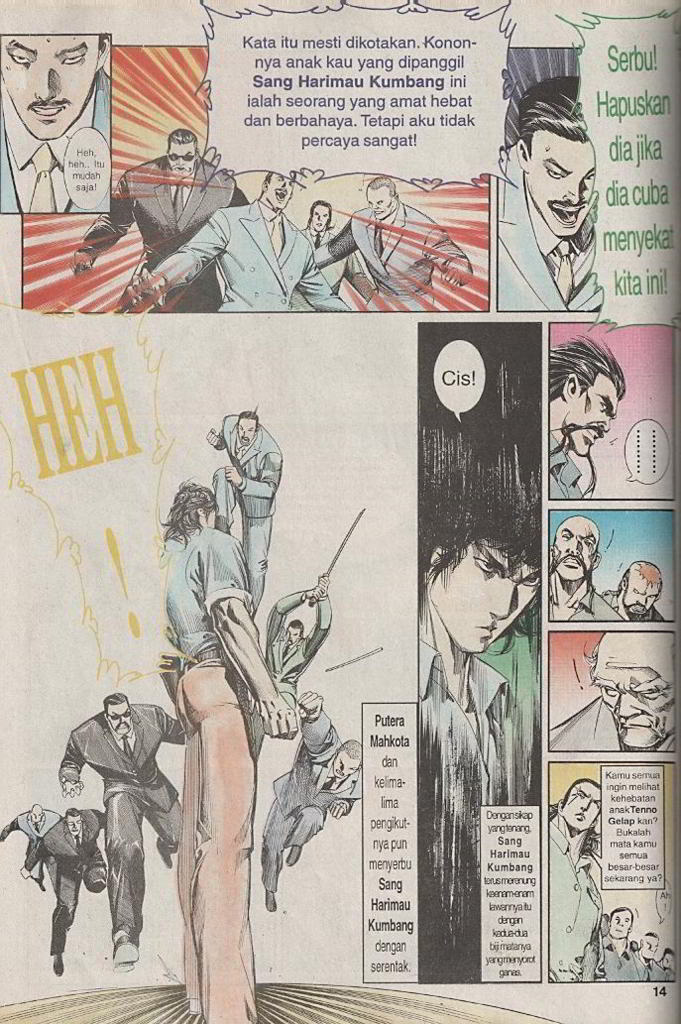 Kata itu mesti dikotakan. Konon-
nya anak kau yang dipanggil
Sang Harimau Kumbang ini
ialah seorang yang amat hebat
dan berbahaya. Tetapi aku tidak
percaya sangat!
Heh,
heh.. Itu
mudah
saja!
Serbu!
Hapuskan
dia jika
dia cuba
menyekat
kita ini!
HEH
!
Cis!
Putera
Mahkota
dan
kelima-
lima
pengikut-
nya pun
menyerbu
Sang
Harimau
Kumbang
dengan
serentak.
Dengan sikap
yang tenang,
Sang
Harimau
Kumbang
terus merenung
keenam-enam
lawannya itu
dengan
kedua-dua
biji matanya
yang menyorot
ganas.
!
Kamu semua
ingin melihat
kehebatan
anak Tenno
Gelap kan?
Bukalah
mata kamu
semua
besar-besar
sekarang ya?
Ah
!
14